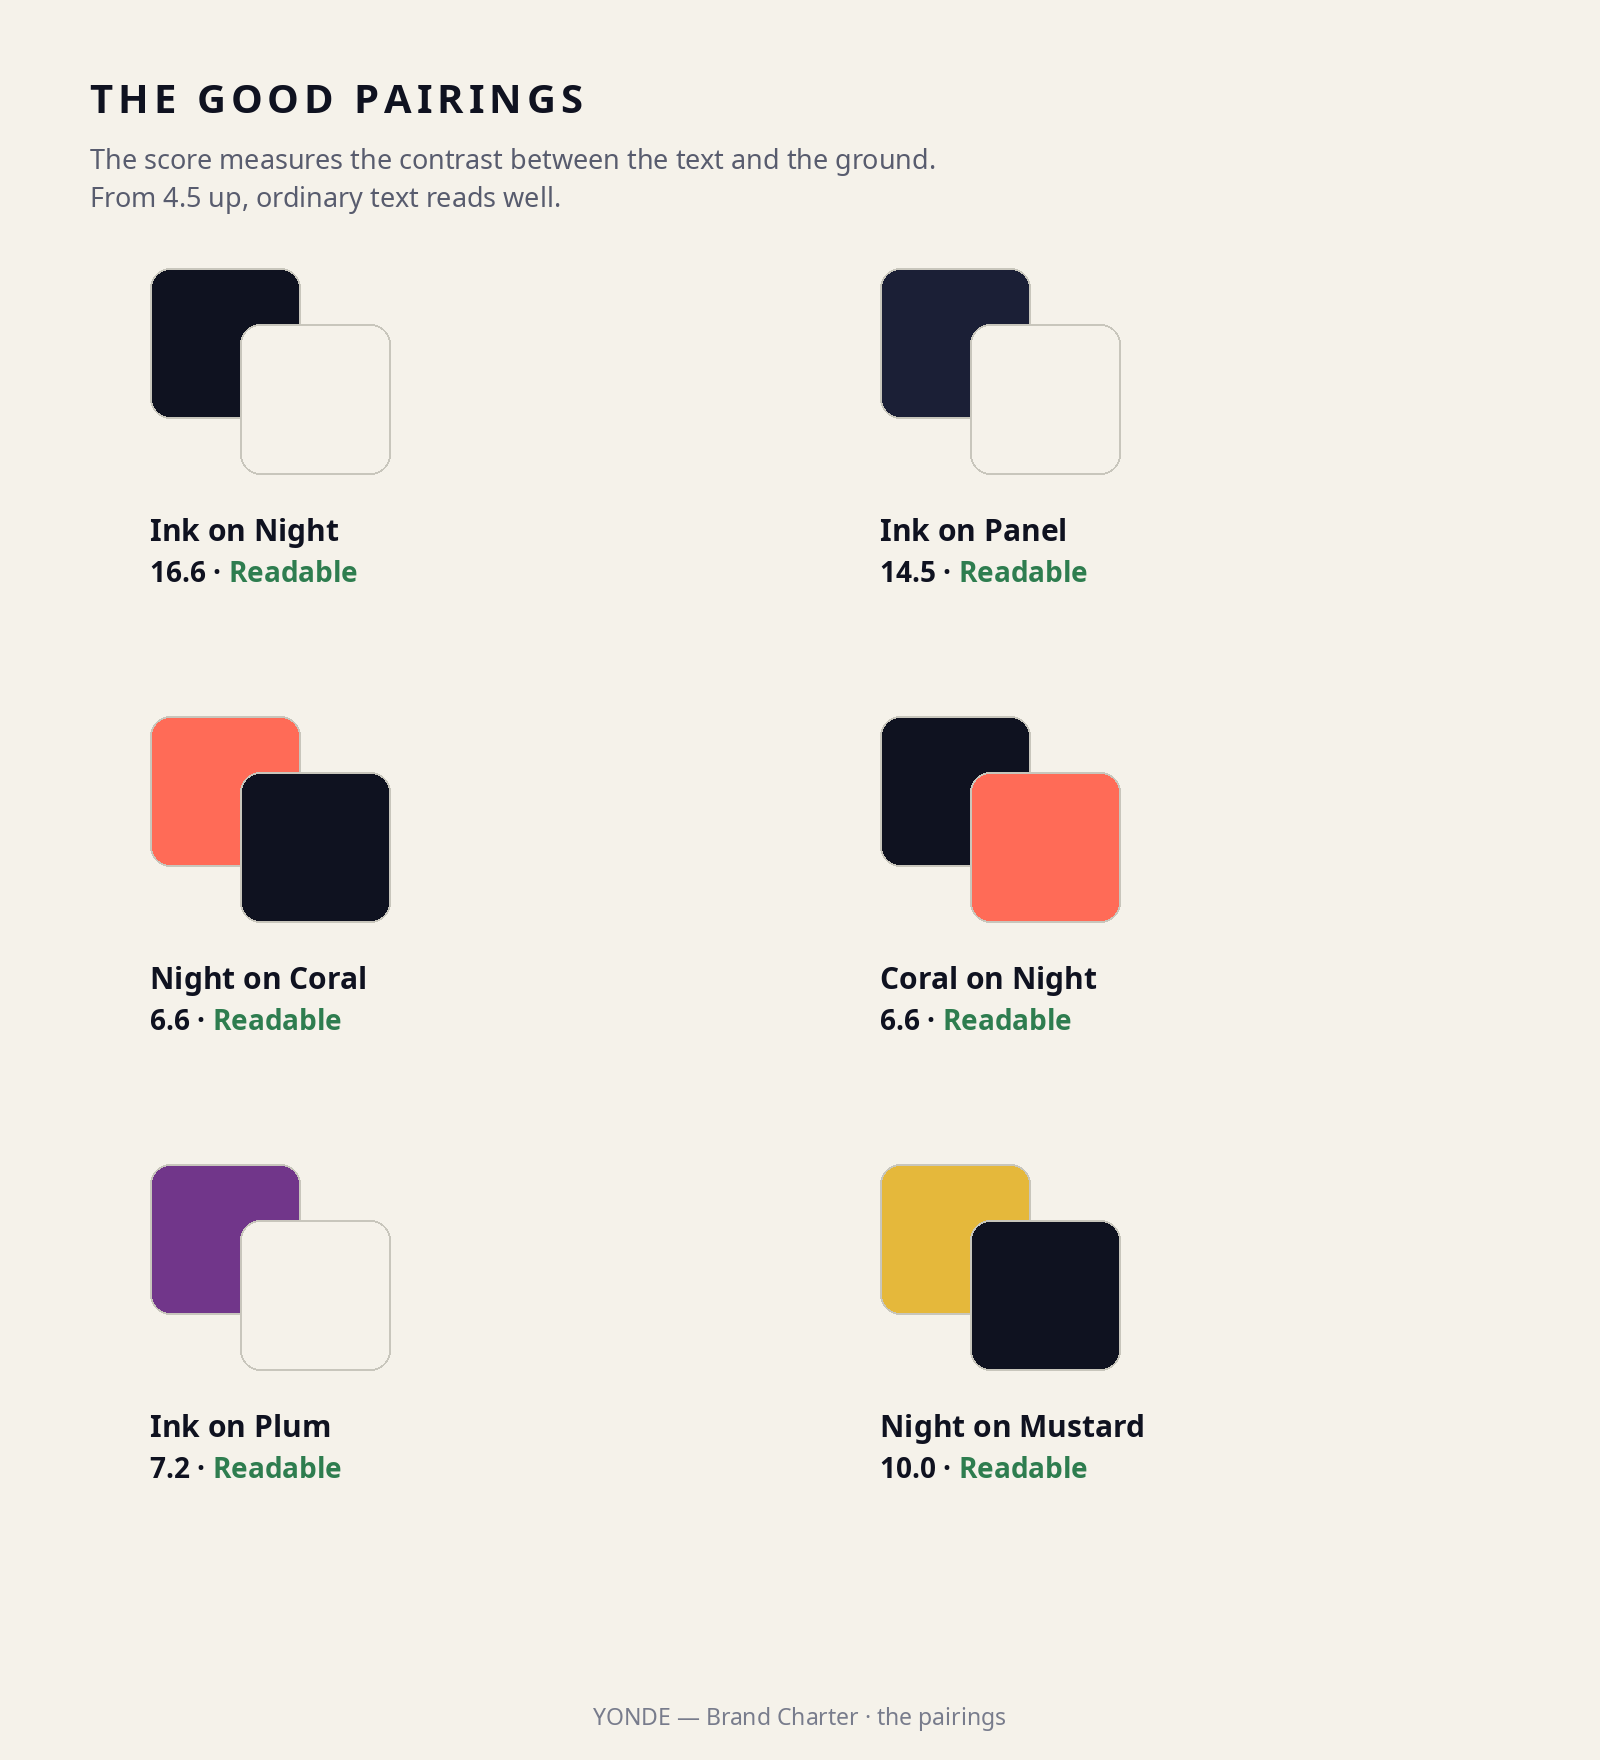 THE GOOD PAIRINGS
The score measures the contrast between the text and the ground.
From 4.5 up, ordinary text reads well.
Ink on Night
16.6 · Readable
Ink on Panel
14.5 · Readable
Night on Coral
6.6 · Readable
Coral on Night
6.6 · Readable
Ink on Plum
7.2 · Readable
Night on Mustard
10.0 · Readable
YONDE — Brand Charter · the pairings